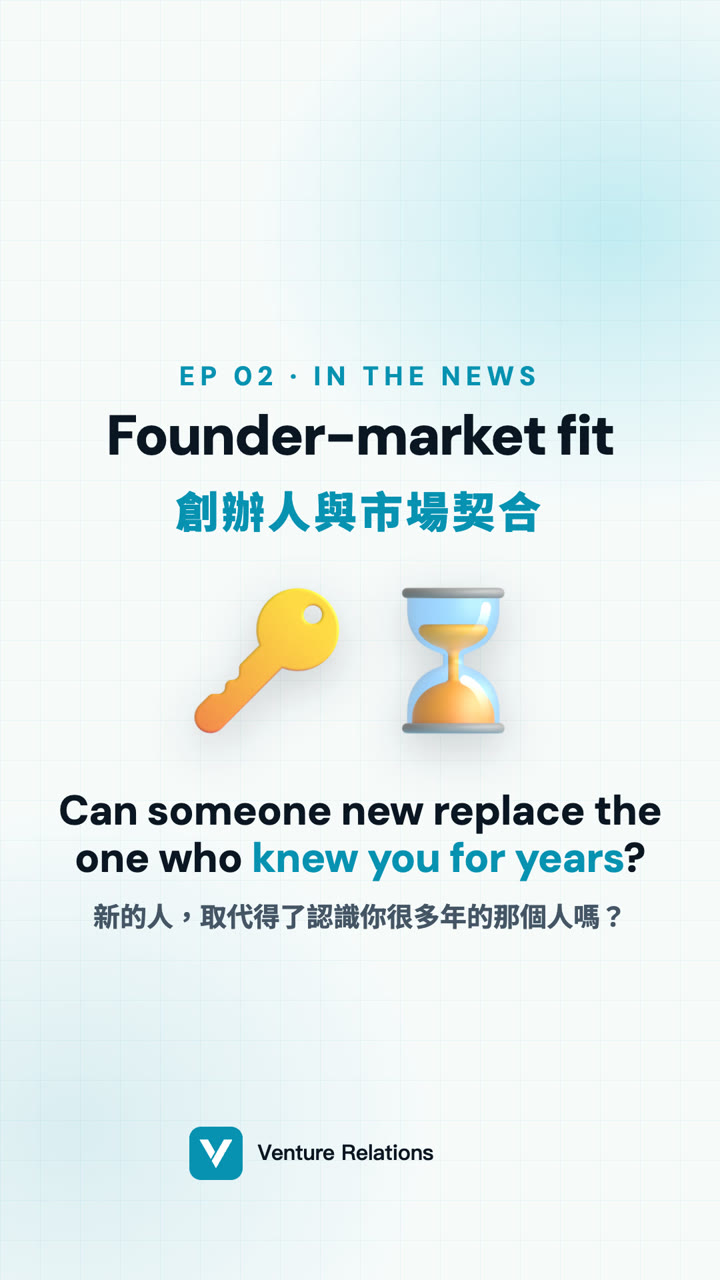 EP 02 · IN THE NEWS
Founder-market fit
創辦人與市場契合
Can someone new replace the
one who knew you for years?
新的人，取代得了認識你很多年的那個人嗎？
Venture Relations